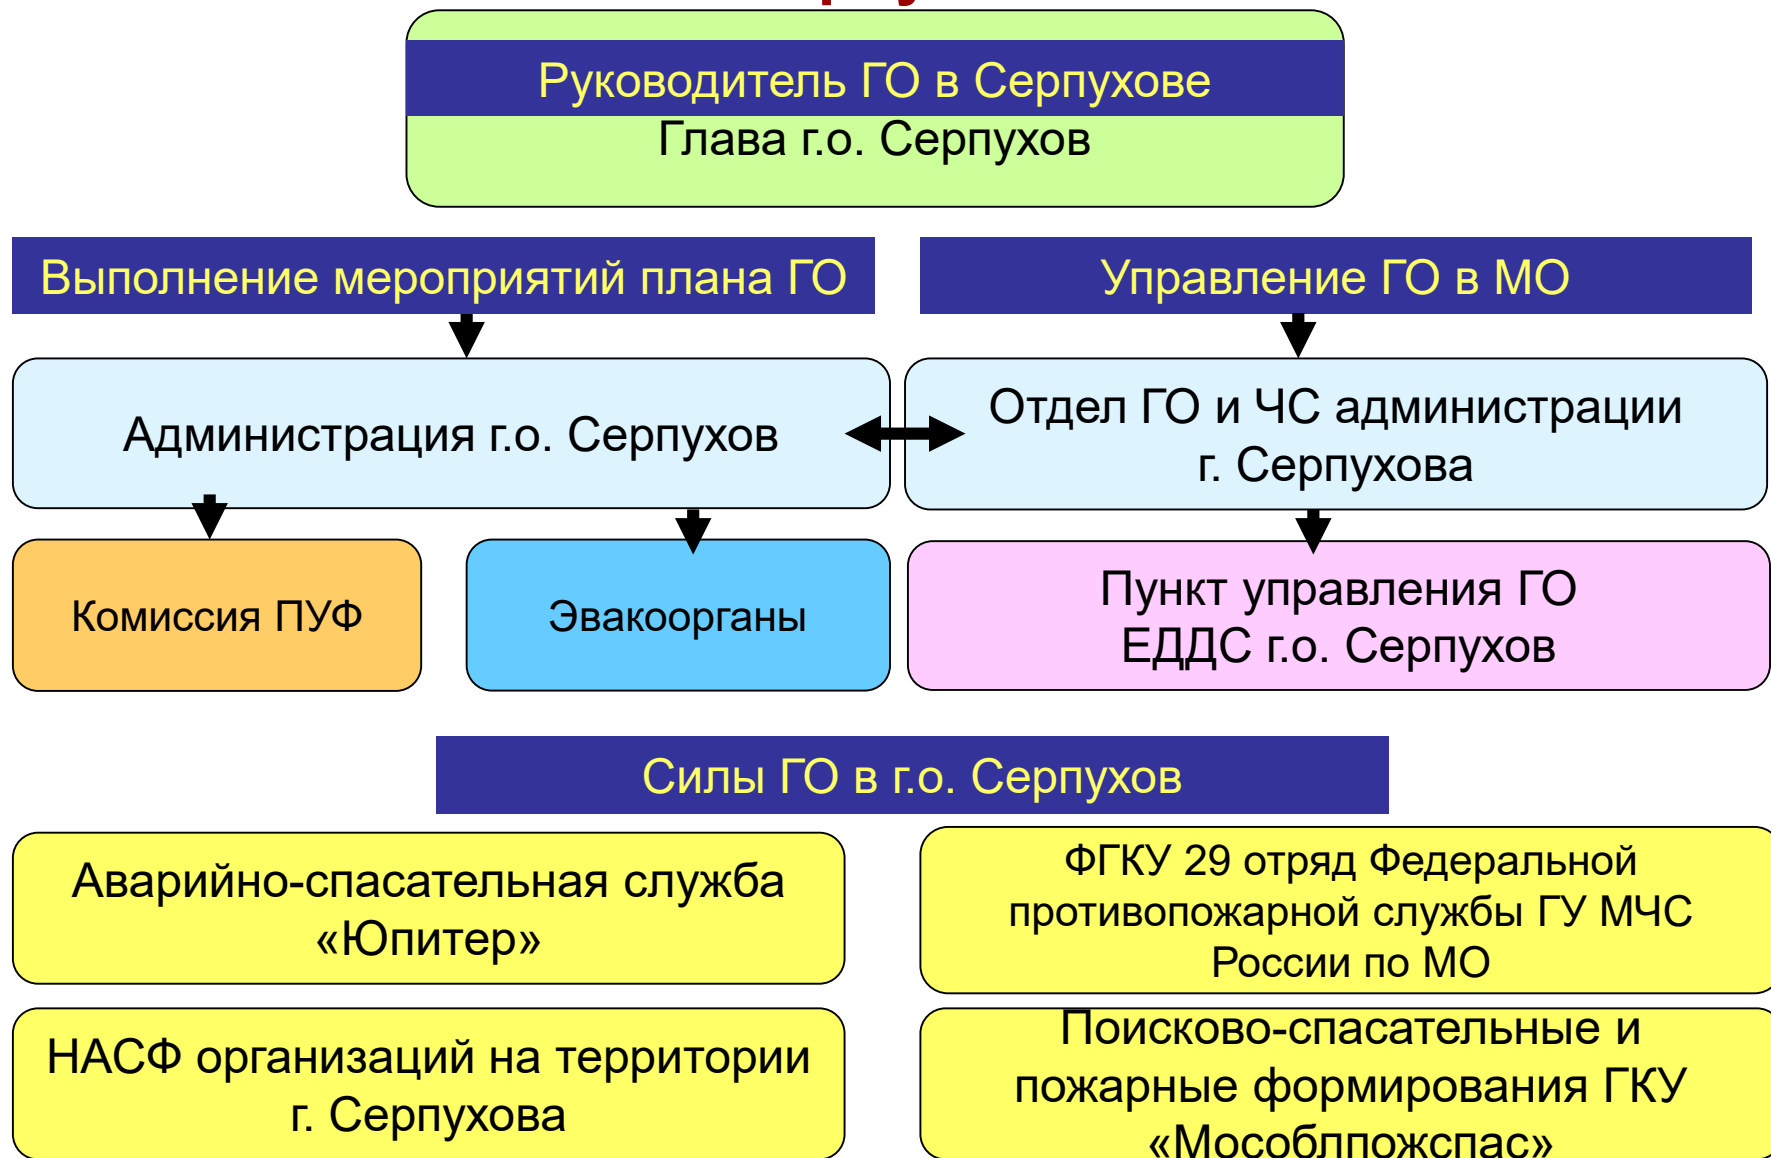 Руководитель ГО в Серпухове
Глава г.о. Серпухов
Выполнение мероприятий плана ГО
Управление ГО в МО
Администрация г.о. Серпухов
Отдел ГО и ЧС администрации
г. Серпухова
Комиссия ПУФ
Эвакоорганы
Пункт управления ГО
ЕДДС г.о. Серпухов
Силы ГО в г.о. Серпухов
Аварийно-спасательная служба
«Юпитер»
ФГКУ 29 отряд Федеральной
противопожарной службы ГУ МЧС
России по МО
НАСФ организаций на территории
г. Серпухова
Поисково-спасательные и
пожарные формирования ГКУ
«Мособлпожспас»